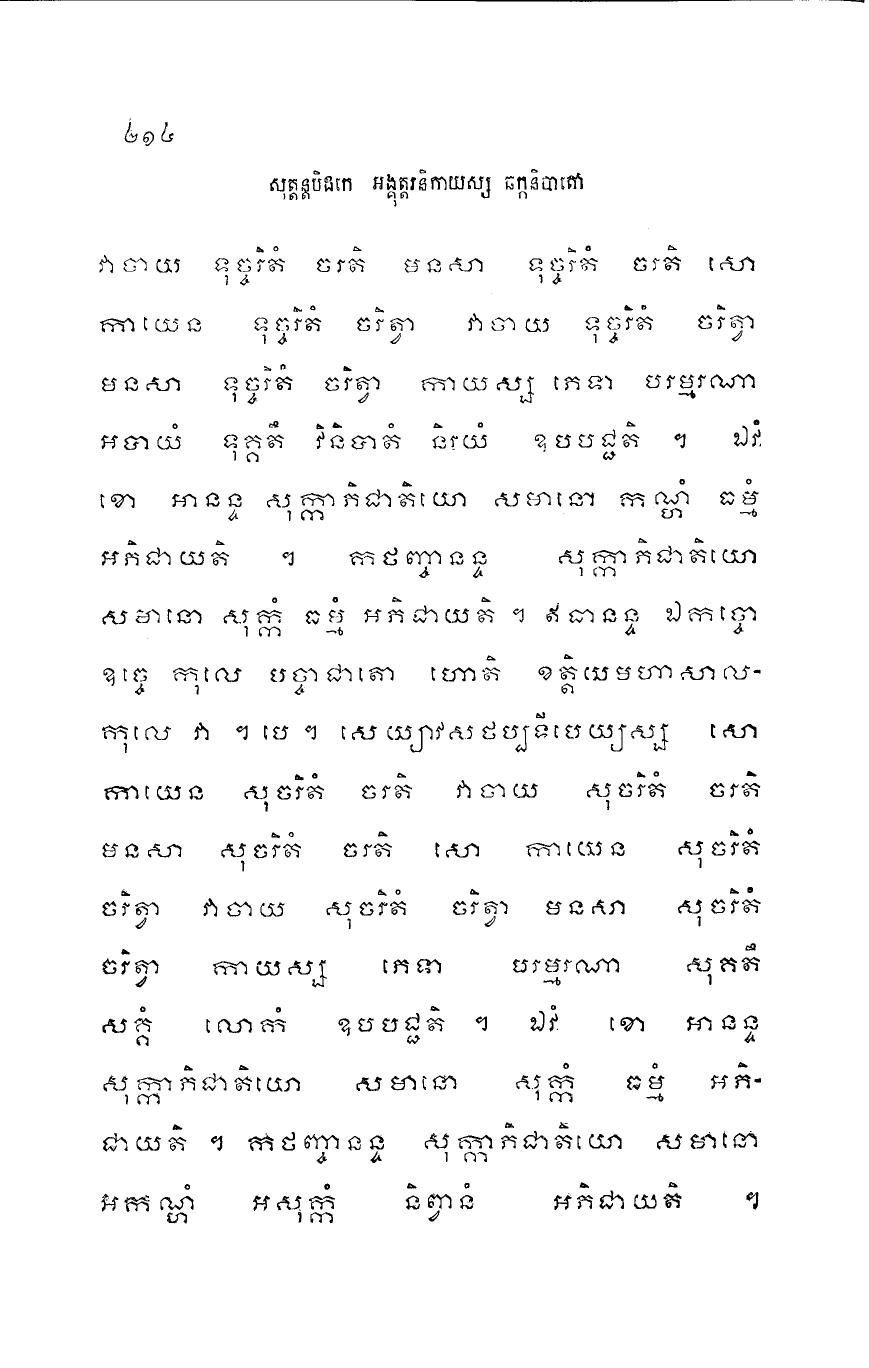 ២១៤
សុត្តន្តបិដកេ អង្គុត្តរនិកាយស្ស ឆក្កនិបាតោ
វាចាយ ទុច្ចរិតំ ចរតិ មនសា ទុច្ចរិតំ ចរតិ សោ
កាយេន ទុច្ចរិតំ ចរិត្វា វាចាយ ទុច្ចរិតំ ចរិត្វា
មនសា ទុច្ចរិតំ ចរិត្វា កាយស្ស ភេទា បរម្មរណា
អបាយំ ទុគ្គតឹ វិនិបាតំ និរយំ ឧបបជ្ជតិ ។ ឯវំ
ខោ អានន្ទ សុក្កាភិជាតិយោ សមានោ កណ្ហំ ធម្មំ
អភិជាយតិ ។ កថញ្ចានន្ទ សុក្កាភិជាតិយោ
សមានោ សុក្កំ ធម្មំ អភិជាយតិ ។ ឥធានន្ទ ឯកច្ចោ
ឧច្ចេ កុលេ បច្ចាជាតោ ហោតិ ខត្តិយមហាសាល-
កុលេ វា ។ បេ ។ សេយ្យាវសថប្បទីបេយ្យស្ស សោ
កាយេន សុចរិតំ ចរតិ វាចាយ សុចរិតំ ចរតិ
មនសា សុចរិតំ ចរតិ សោ កាយេន សុចរិតំ
ចរិត្វា វាចាយ សុចរិតំ ចរិត្វា មនសា សុចរិតំ
ចរិត្វា កាយស្ស ភេទា បរម្មរណា សុគតឹ
សគ្គំ លោកំ ឧបបជ្ជតិ ។ ឯវំ ខោ អានន្ទ
សុក្កាភិជាតិយោ សមានោ សុក្កំ ធម្មំ អភិ-
ជាយតិ ។ កថញ្ចានន្ទ សុក្កាភិជាតិយោ សមានោ
អកណ្ហំ អសុក្កំ និព្វានំ អភិជាយតិ ។